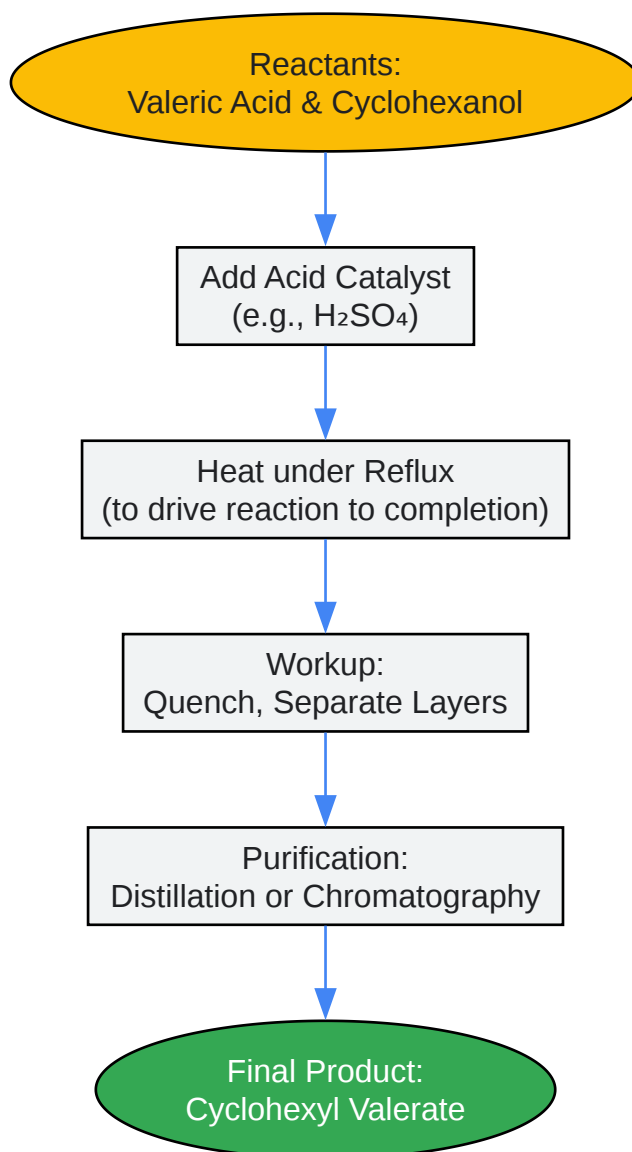 Reactants:
Valeric Acid & Cyclohexanol
Add Acid Catalyst
(e.g., H₂SO₄)
Heat under Reflux
(to drive reaction to completion)
Workup:
Quench, Separate Layers
Purification:
Distillation or Chromatography
Final Product:
Cyclohexyl Valerate